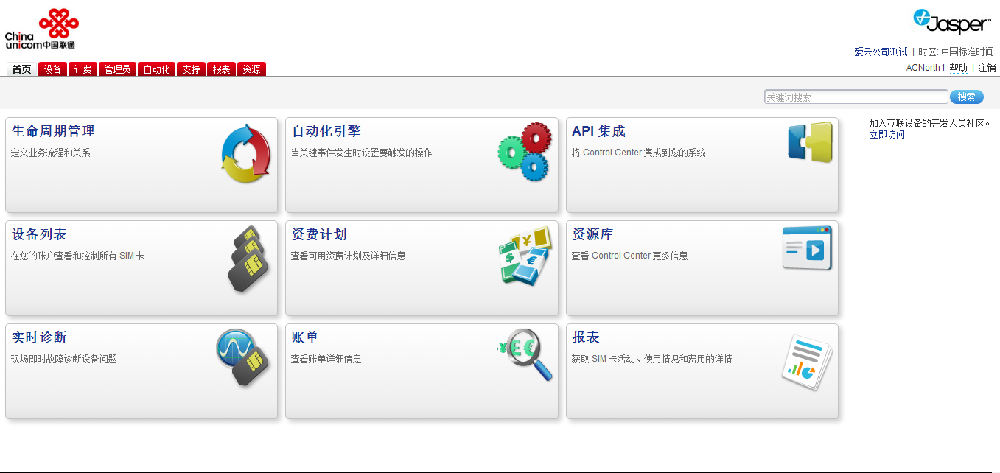 China
unicom中国联通
Jasper™
爱云公司测试 | 时区: 中国标准时间
首页 设备 计费 管理员 自动化 支持 报表 资源
ACNorth1 帮助 | 注销
关键词搜索 搜索
生命周期管理
定义业务流程和关系
自动化引擎
当关键事件发生时设置要触发的操作
API 集成
将 Control Center 集成到您的系统
加入互联设备的开发人员社区。
立即访问
设备列表
在您的账户查看和控制所有 SIM 卡
资费计划
查看可用资费计划及详细信息
资源库
查看 Control Center 更多信息
实时诊断
现场即时故障诊断设备问题
账单
查看账单详细信息
报表
获取 SIM 卡活动、使用情况和费用的详情